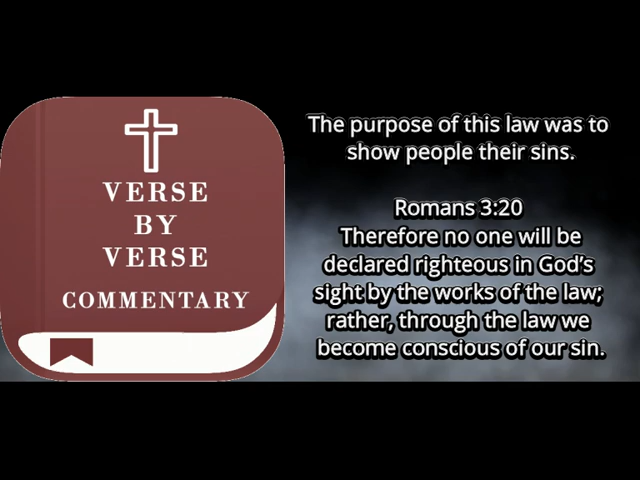 VERSE
BY
VERSE
COMMENTARY
The purpose of this law was to
show people their sins.
Romans 3:20
Therefore no one will be
declared righteous in God’s
sight by the works of the law;
rather, through the law we
become conscious of our sin.